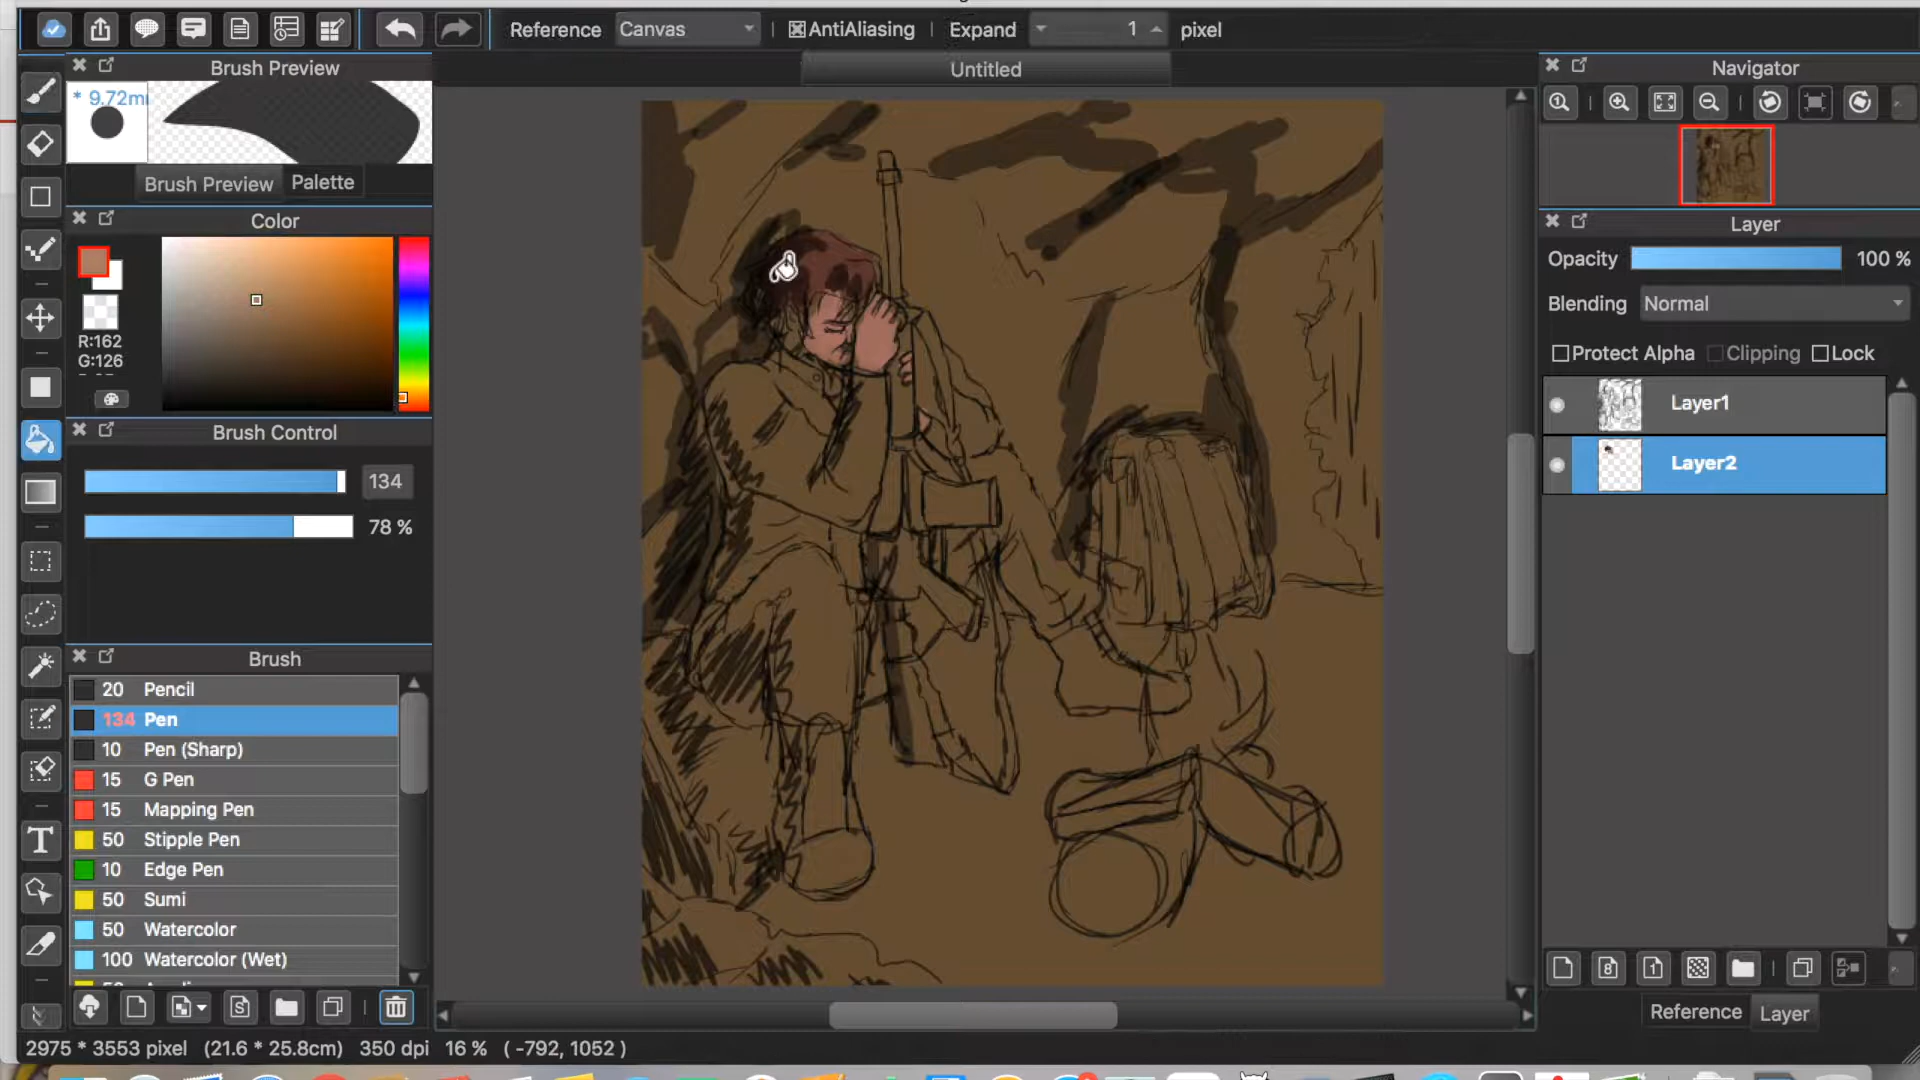 Reference Canvas AntiAliasing Expand 1 pixel
Brush Preview
Untitled
Navigator
* 9.72m
Brush Preview Palette
Color
Layer
Opacity 100 %
Blending Normal
R:162
G:126
Protect Alpha Clipping Lock
Layer1
Brush Control
Layer2
134
78 %
Brush
20 Pencil
134 Pen
10 Pen (Sharp)
15 G Pen
15 Mapping Pen
50 Stipple Pen
10 Edge Pen
50 Sumi
50 Watercolor
100 Watercolor (Wet)
Reference Layer
2975 * 3553 pixel (21.6 * 25.8cm) 350 dpi 16 % ( -792, 1052 )